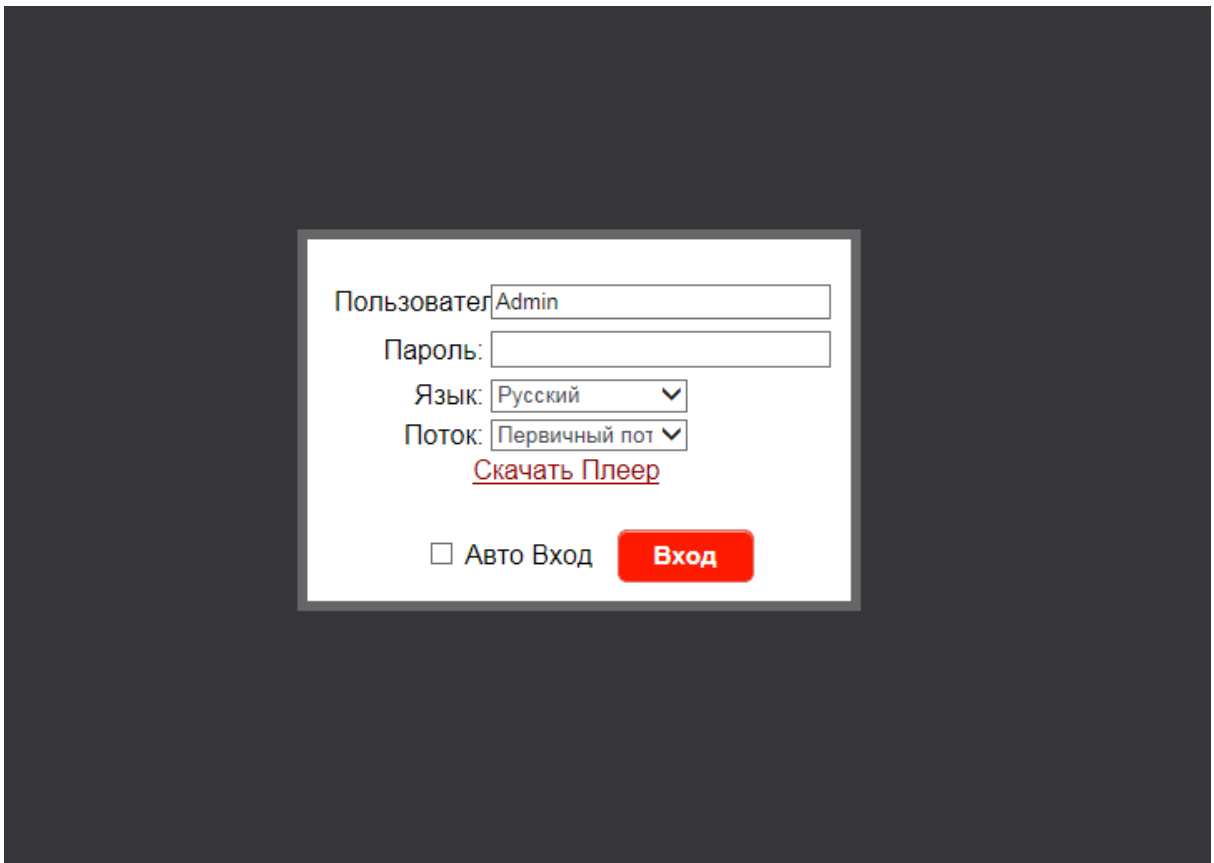 Пользовател Admin
Пароль:
Язык: Русский
Поток: Первичный пот
Скачать Плеер
Авто Вход Вход